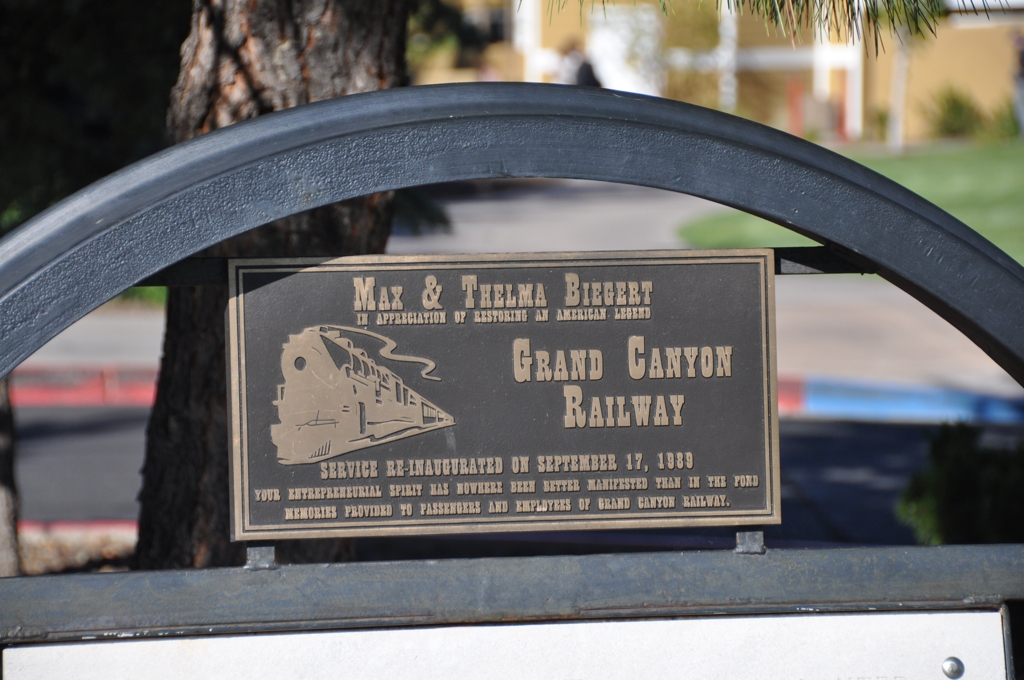 MAX & THELMA BIEGERT
IN APPRECIATION OF RESTORING AN AMERICAN LEGEND
GRAND CANYON
RAILWAY
SERVICE RE-INAUGURATED ON SEPTEMBER 17, 1989
YOUR ENTREPRENEURIAL SPIRIT HAS NOWHERE BEEN BETTER MANIFESTED THAN IN THE FOND
MEMORIES PROVIDED TO PASSENGERS AND EMPLOYEES OF GRAND CANYON RAILWAY.